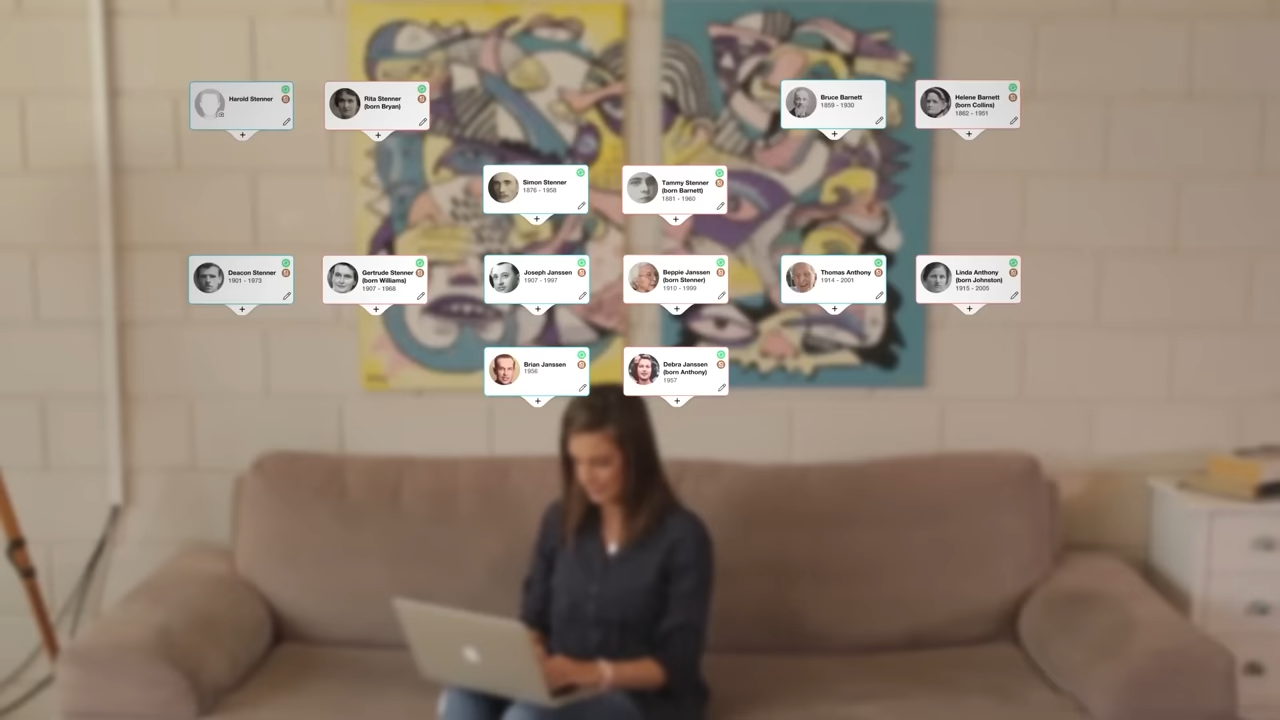 Harold Stenner
Rita Stenner
(born Bryan)
Bruce Barnett
1859 - 1930
Helene Barnett
(born Collins)
1862 - 1951
Simon Stenner
1876 - 1958
Tammy Stenner
(born Barnett)
1881 - 1960
Deacon Stenner
1901 - 1973
Gertrude Stenner
(born Williams)
1907 - 1968
Joseph Janssen
1907 - 1997
Beppie Janssen
(born Stenner)
1910 - 1999
Thomas Anthony
1914 - 2001
Linda Anthony
(born Johnston)
1915 - 2005
Brian Janssen
1956
Debra Janssen
(born Anthony)
1957